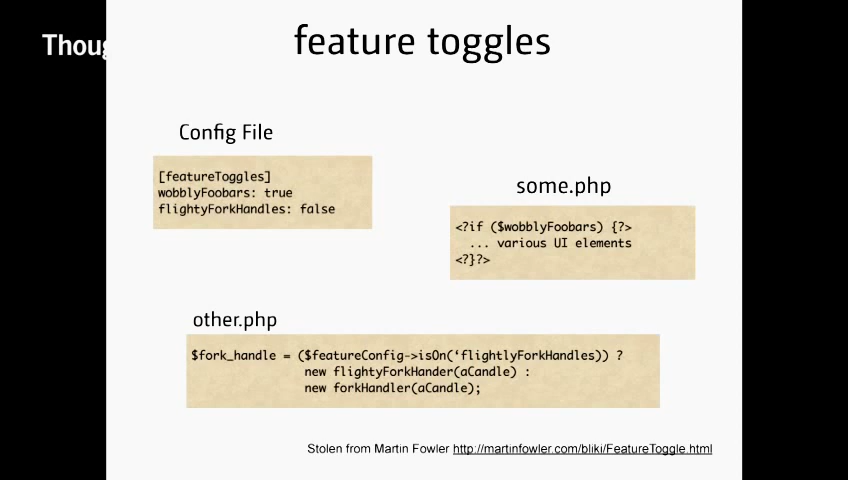 Thoug
feature toggles
Config File
[featureToggles]
wobblyFoobars: true
flightyForkHandles: false
some.php
<?if ($wobblyFoobars) {?>
... various UI elements
<?}?>
other.php
$fork_handle = ($featureConfig->isOn(‘flightlyForkHandles)) ?
new flightyForkHander(aCandle) :
new forkHandler(aCandle);
Stolen from Martin Fowler http://martinfowler.com/bliki/FeatureToggle.html